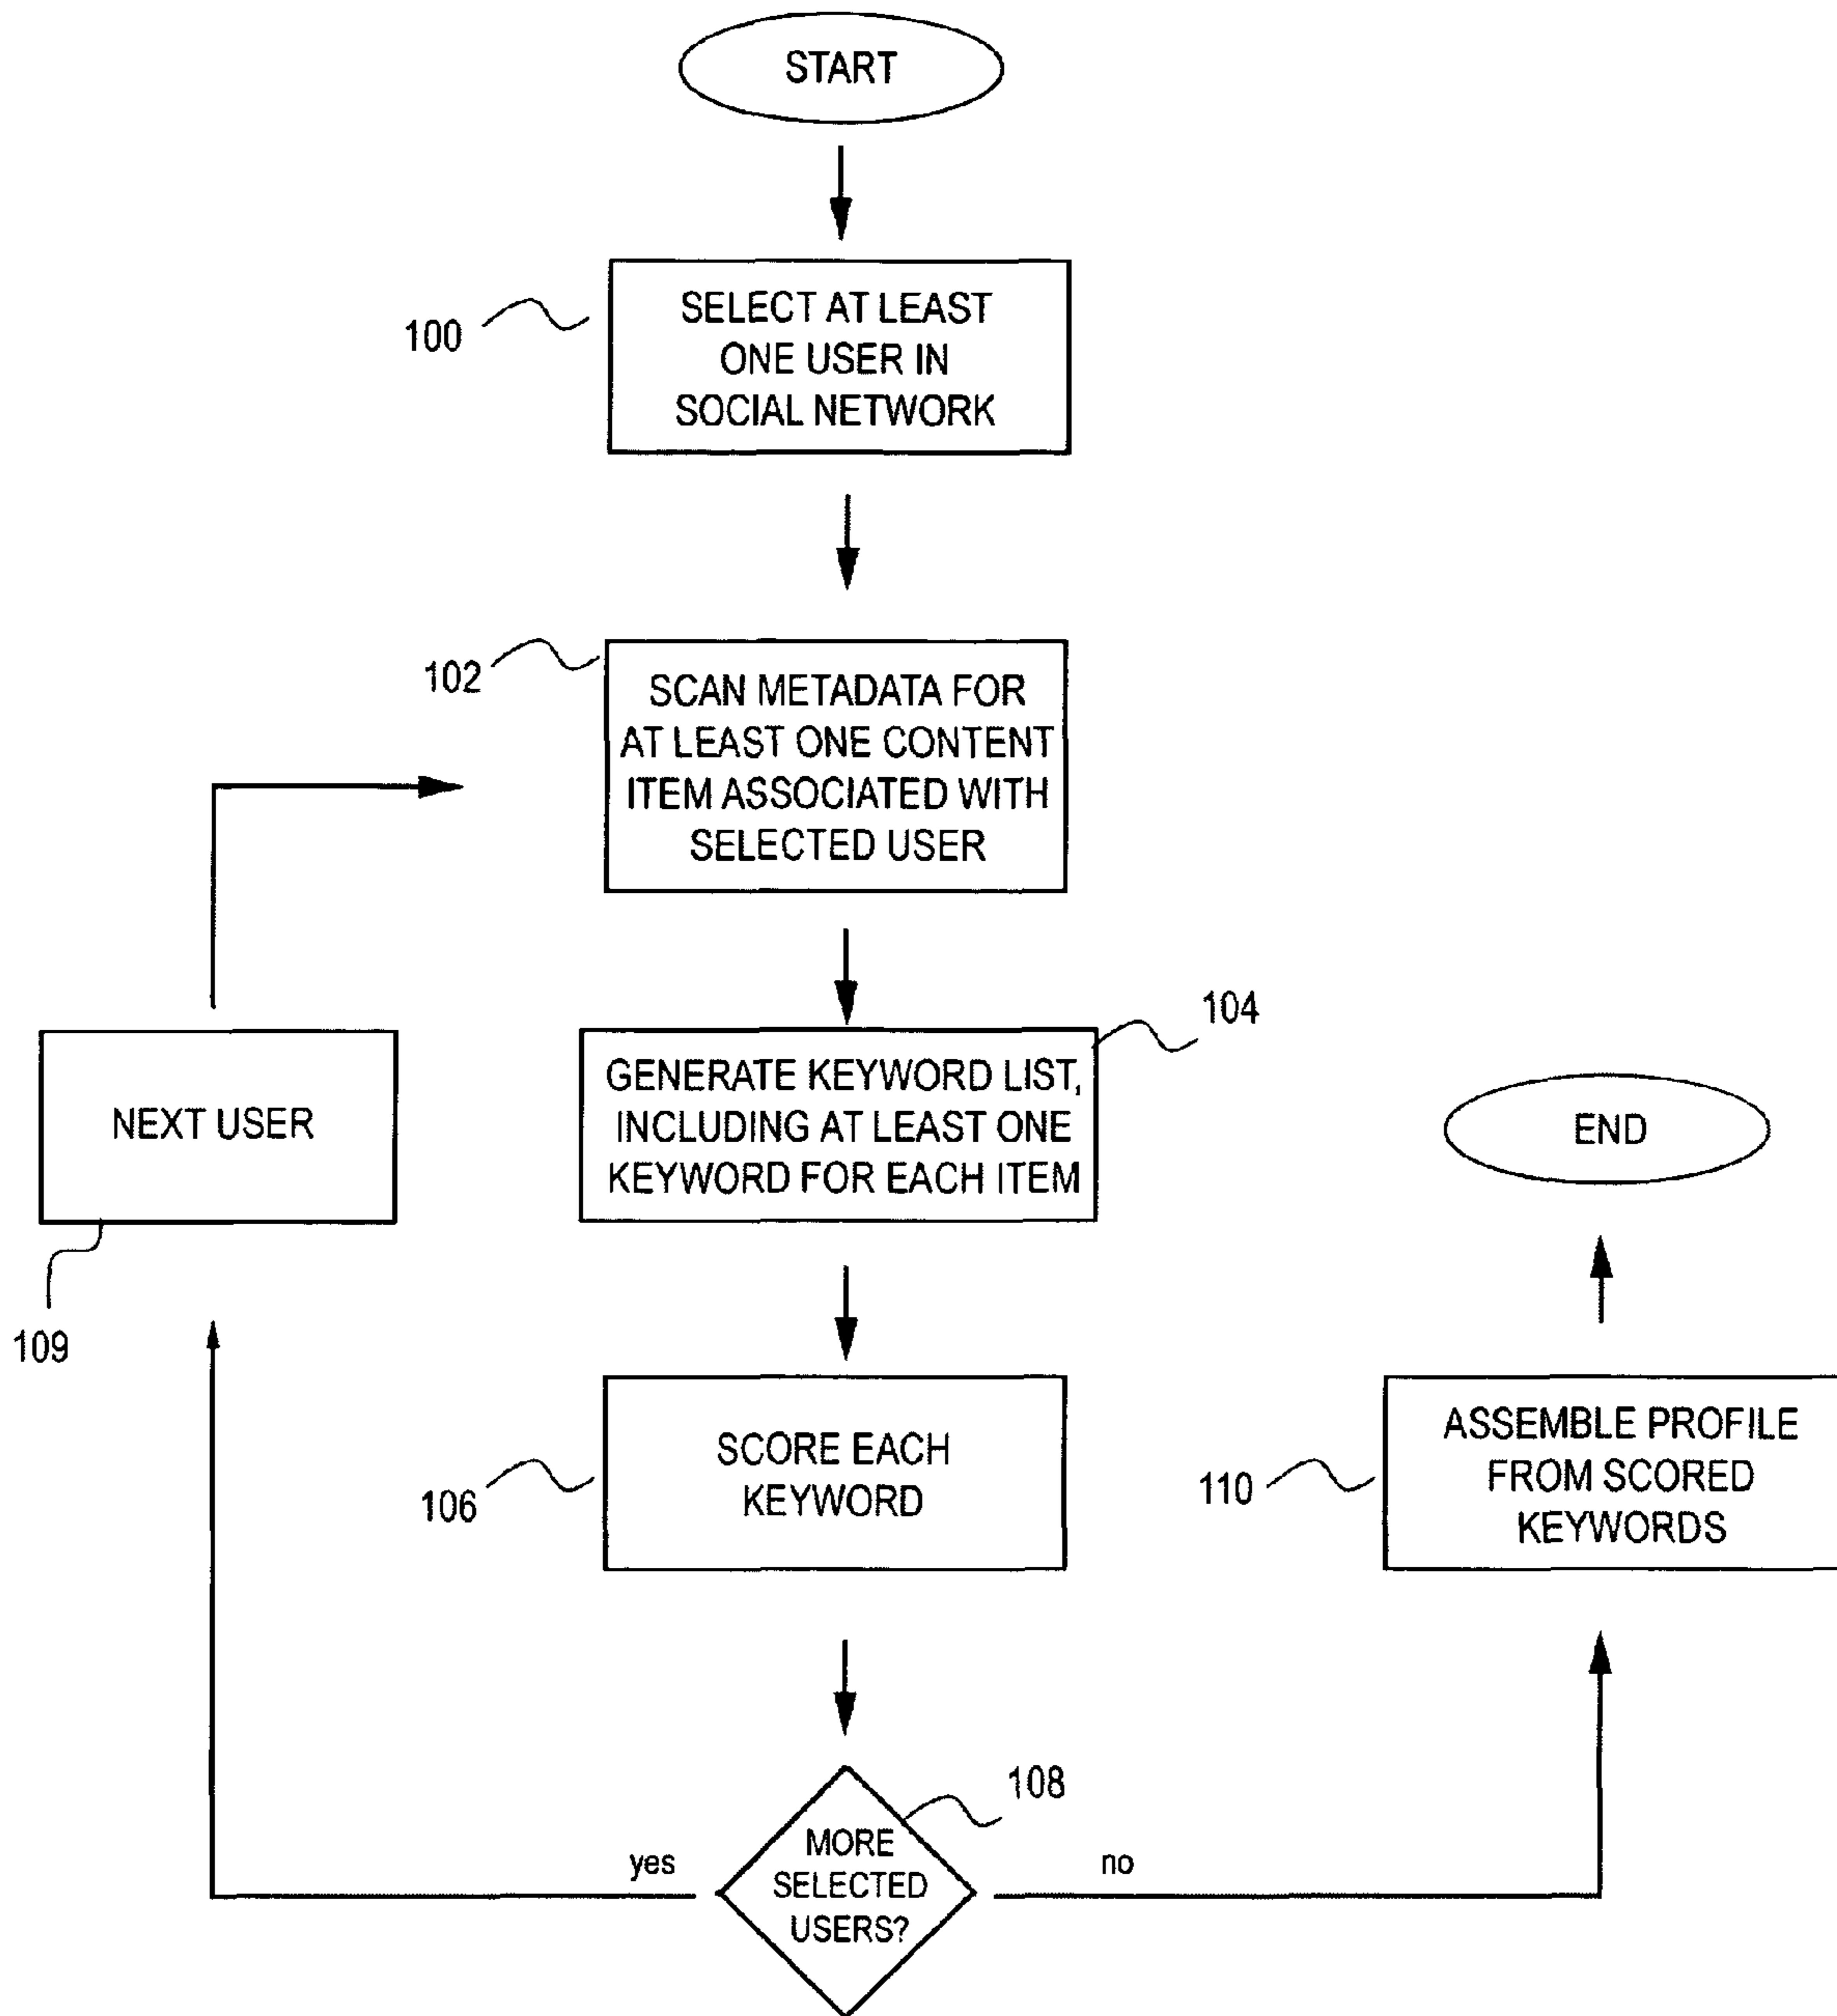 START
100
SELECT AT LEAST
ONE USER IN
SOCIAL NETWORK
102
SCAN METADATA FOR
AT LEAST ONE CONTENT
ITEM ASSOCIATED WITH
SELECTED USER
104
GENERATE KEYWORD LIST,
INCLUDING AT LEAST ONE
KEYWORD FOR EACH ITEM
NEXT USER
109
END
106
SCORE EACH
KEYWORD
110
ASSEMBLE PROFILE
FROM SCORED
KEYWORDS
108
MORE
SELECTED
USERS?
yes
no